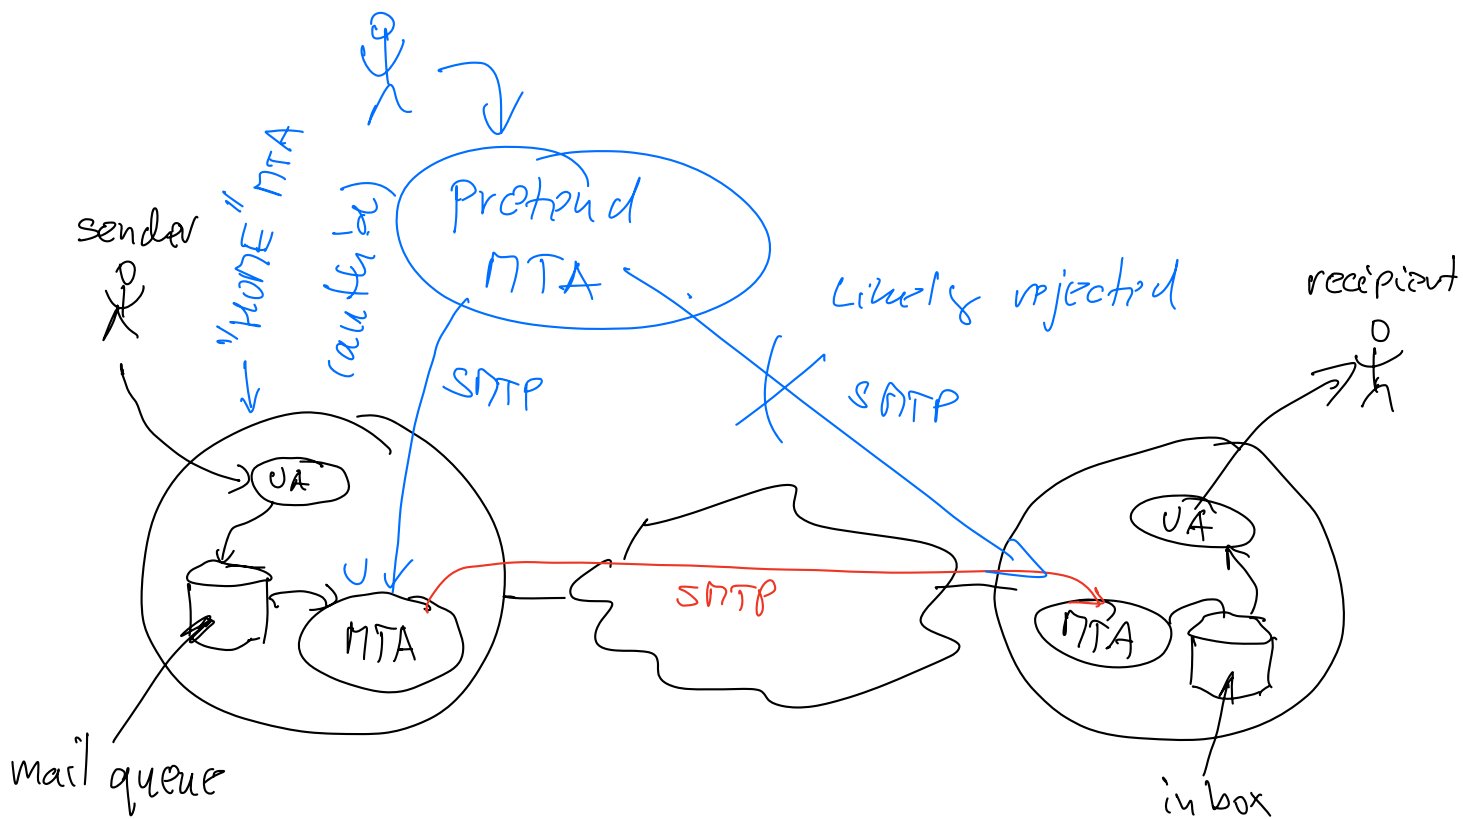 "HOME" MTA
(auth'd)
pretend
MTA
sender
Likely rejected
recipient
SMTP
SMTP
UA
UA
SMTP
MTA
MTA
mail queue
inbox